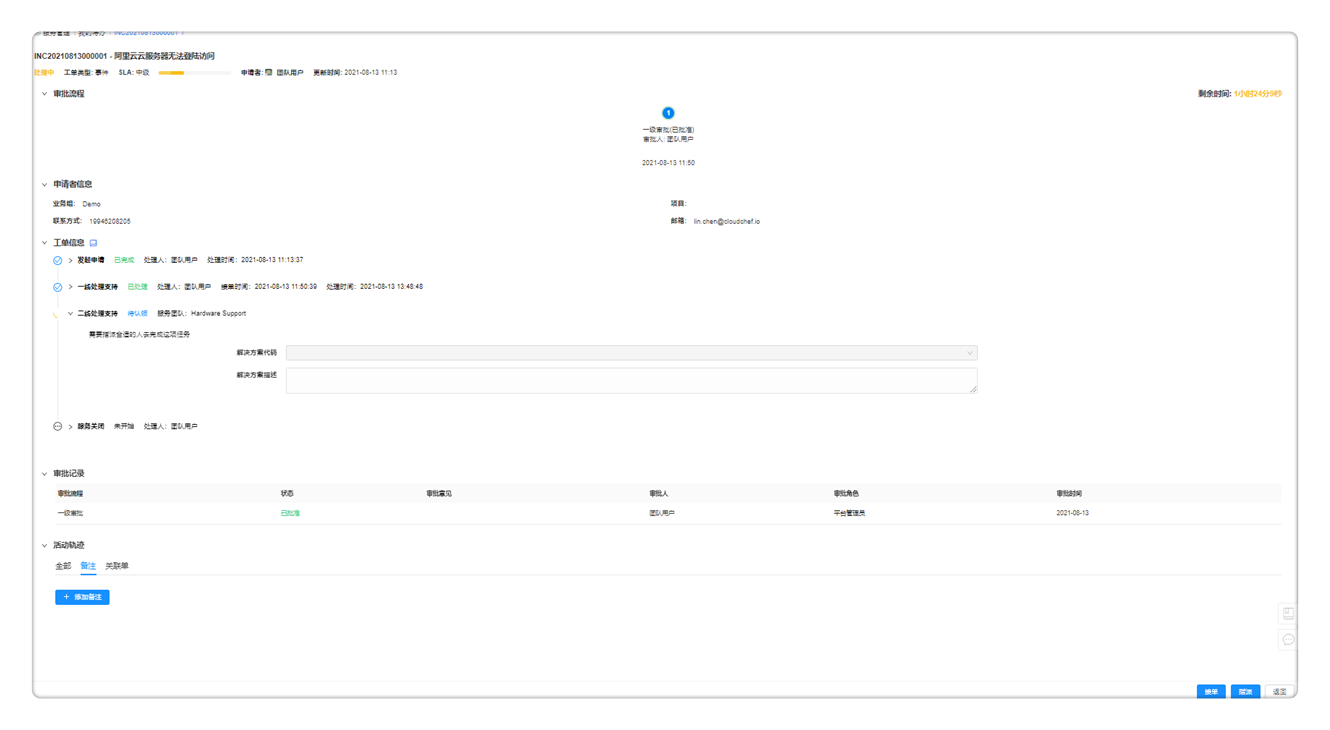 服务管理 / 我的待办 / INC20210813000001 /
INC20210813000001 - 阿里云云服务器无法登陆访问
处理中 工单类型: 事件 SLA: 中级 申请者: 团队用户 更新时间: 2021-08-13 11:13
审批流程 剩余时间: 1小时24分9秒
1
一级审批(已批准)
审批人: 团队用户
2021-08-13 11:50
申请者信息
业务组: Demo 项目:
联系方式: 19946208205 邮箱: lin.chen@cloudchef.io
工单信息
发起申请 已完成 处理人: 团队用户 处理时间: 2021-08-13 11:13:37
一线处理支持 已处理 处理人: 团队用户 接单时间: 2021-08-13 11:50:39 处理时间: 2021-08-13 13:48:48
二线处理支持 待认领 服务团队: Hardware Support
需要指派合适的人去完成这项任务
解决方案代码
解决方案描述
服务关闭 未开始 处理人: 团队用户
审批记录
审批流程 状态 审批意见 审批人 审批角色 审批时间
一级审批 已批准 团队用户 平台管理员 2021-08-13
活动轨迹
全部 备注 关联单
+ 添加备注
接单 指派 返回